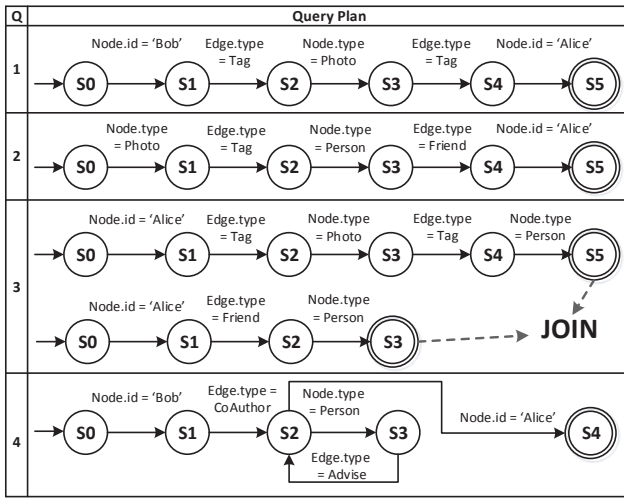 Q Query Plan
1
Node.id = ‘Bob’ Edge.type = Tag Node.type = Photo Edge.type = Tag Node.id = ‘Alice’
S0 S1 S2 S3 S4 S5
2
Node.type = Photo Edge.type = Tag Node.type = Person Edge.type = Friend Node.id = ‘Alice’
S0 S1 S2 S3 S4 S5
3
Node.id = ‘Alice’ Edge.type = Tag Node.type = Photo Edge.type = Tag Node.type = Person
S0 S1 S2 S3 S4 S5
Node.id = ‘Alice’ Edge.type = Friend Node.type = Person
S0 S1 S2 S3
JOIN
4
Node.id = ‘Bob’ Edge.type = CoAuthor Node.type = Person Node.id = ‘Alice’
S0 S1 S2 S3 S4
Edge.type = Advise